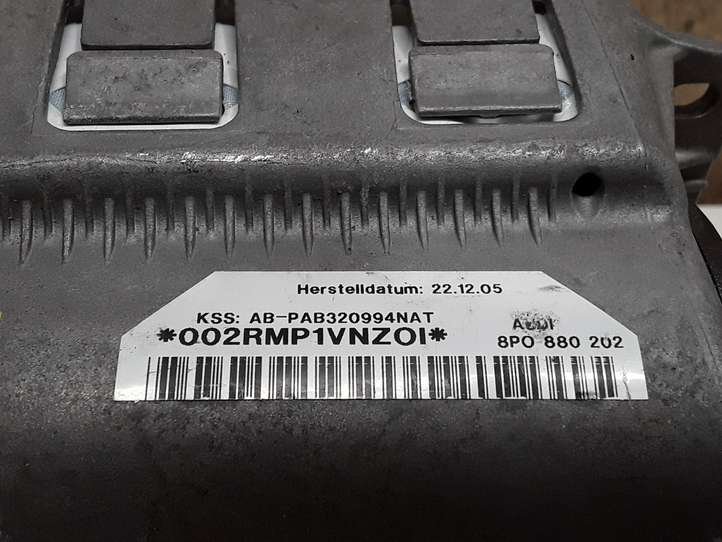 Herstelldatum: 22.12.05
KSS: AB-PAB320994NAT
AUDI
*002RMP1VNZOI*
8P0 880 202